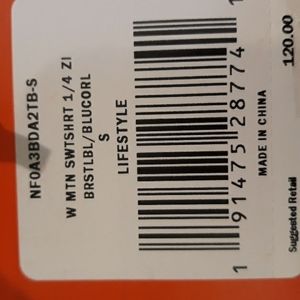 NF0A3BDA2TB-S
W MTN SWTSHRT 1/4 ZI
BRSTLBL/BLUCORL
S
LIFESTYLE
1 91475 28774 1
MADE IN CHINA
120.00
Suggested Retail